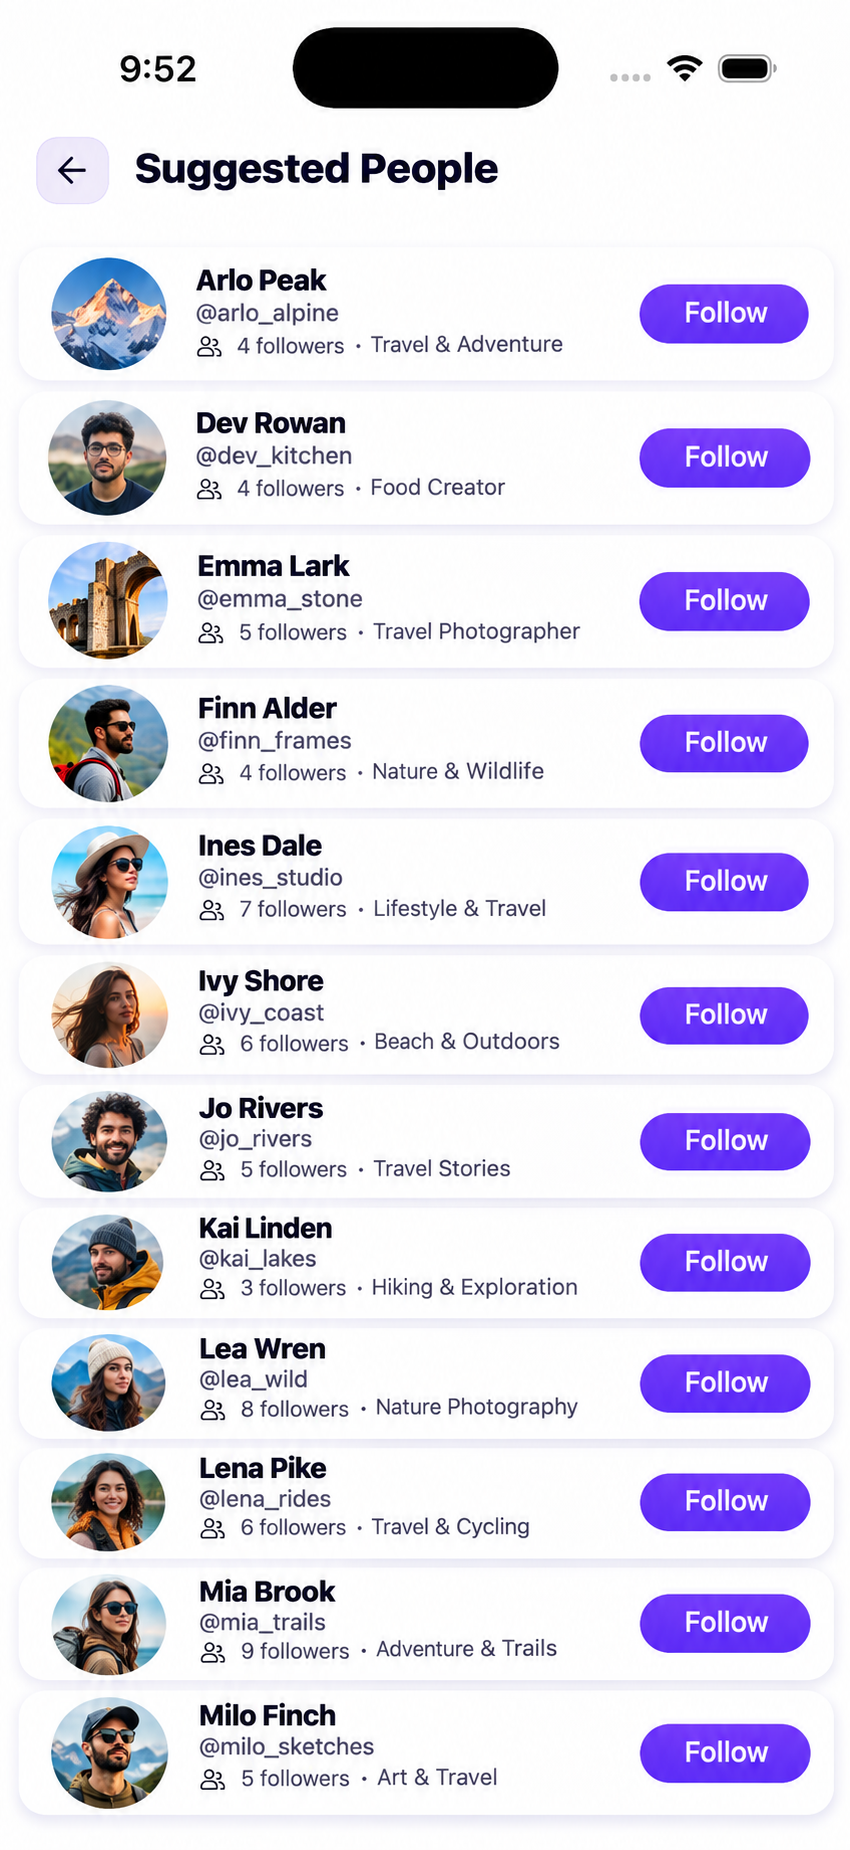 9:52
Suggested People
Arlo Peak
@arlo_alpine
4 followers • Travel & Adventure
Follow
Dev Rowan
@dev_kitchen
4 followers • Food Creator
Follow
Emma Lark
@emma_stone
5 followers • Travel Photographer
Follow
Finn Alder
@finn_frames
4 followers • Nature & Wildlife
Follow
Ines Dale
@ines_studio
7 followers • Lifestyle & Travel
Follow
Ivy Shore
@ivy_coast
6 followers • Beach & Outdoors
Follow
Jo Rivers
@jo_rivers
5 followers • Travel Stories
Follow
Kai Linden
@kai_lakes
3 followers • Hiking & Exploration
Follow
Lea Wren
@lea_wild
8 followers • Nature Photography
Follow
Lena Pike
@lena_rides
6 followers • Travel & Cycling
Follow
Mia Brook
@mia_trails
9 followers • Adventure & Trails
Follow
Milo Finch
@milo_sketches
5 followers • Art & Travel
Follow